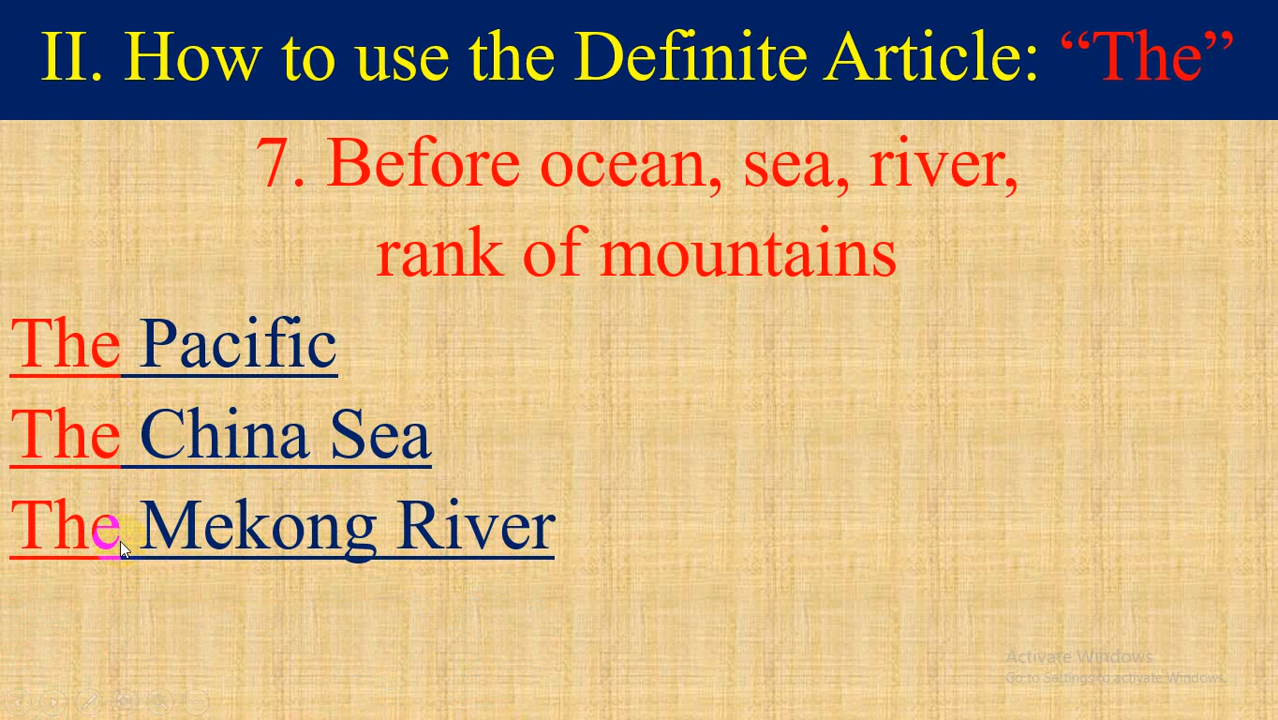 II. How to use the Definite Article: “The”
7. Before ocean, sea, river,
rank of mountains
The Pacific
The China Sea
The Mekong River
Activate Windows
Go to Settings to activate Windows.